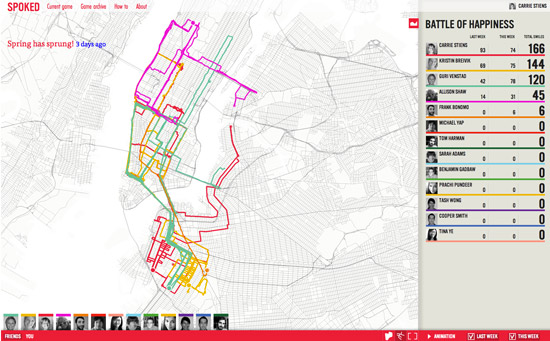 SPOKED Current game Game archive How to About
CARRIE STIENS
Spring has sprung! 3 days ago
BATTLE OF HAPPINESS
LAST WEEK THIS WEEK TOTAL SMILES
CARRIE STIENS 93 74 166
KRISTIN BREIVIK 69 75 144
GURI VENSTAD 42 78 120
ALLISON SHAW 14 31 45
FRANK BONOMO 0 6 6
MICHAEL YAP 0 0 0
TOM HARMAN 0 0 0
SARAH ADAMS 0 0 0
BENJAMIN GADBAW 0 0 0
PRACHI PUNDEER 0 0 0
TASH WONG 0 0 0
COOPER SMITH 0 0 0
TINA YE 0 0 0
FRIENDS YOU
ANIMATION LAST WEEK THIS WEEK